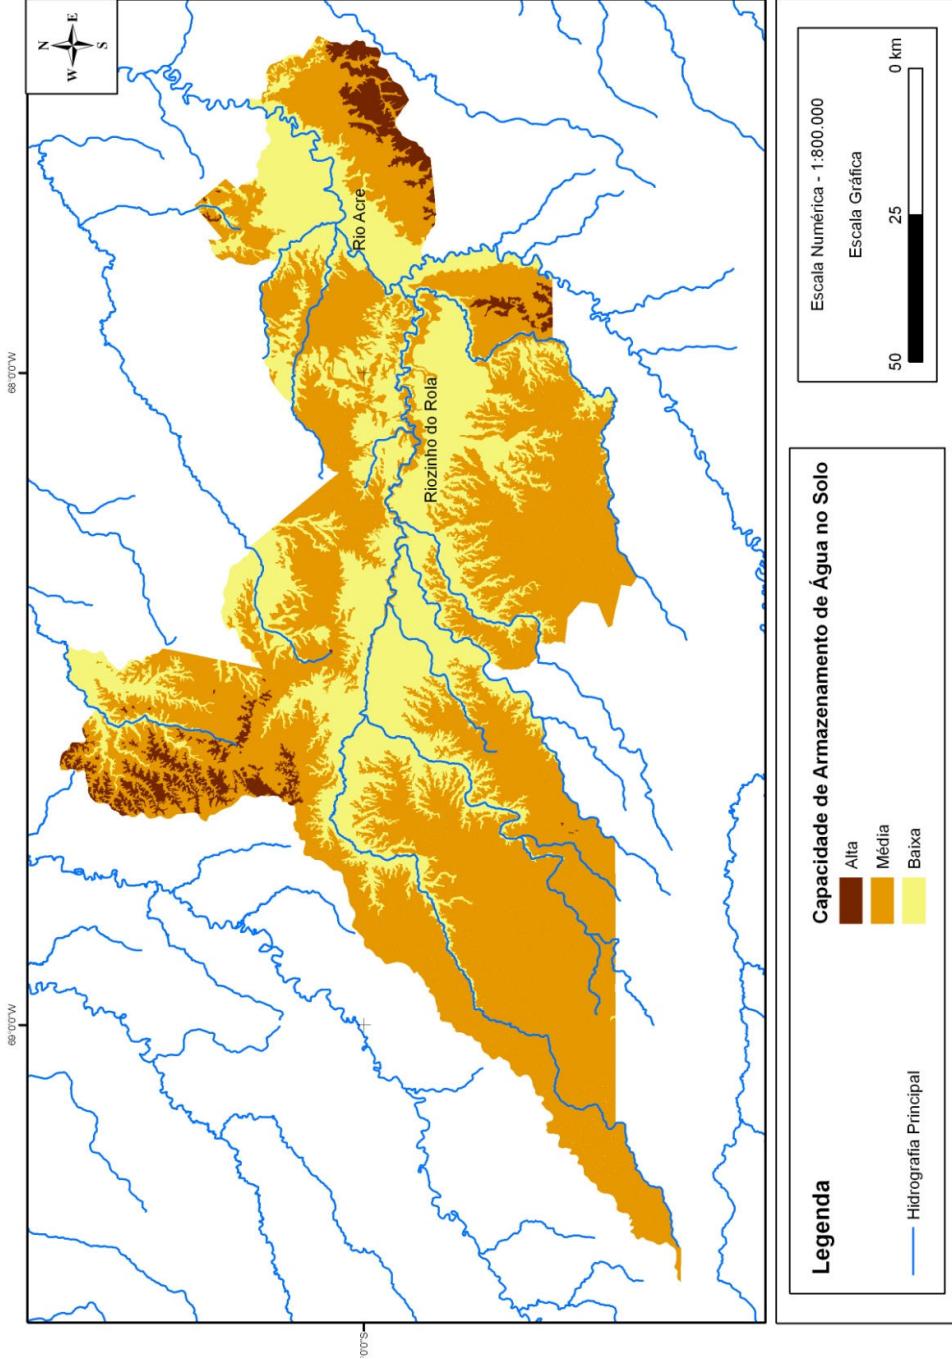 N
W E
S
68°0'0"W
69°0'0"W
Rio Acre
Riozinho do Rola
Legenda
Hidrografia Principal
Capacidade de Armazenamento de Água no Solo
Alta
Média
Baixa
Escala Numérica - 1:800.000
Escala Gráfica
50 25 0 km